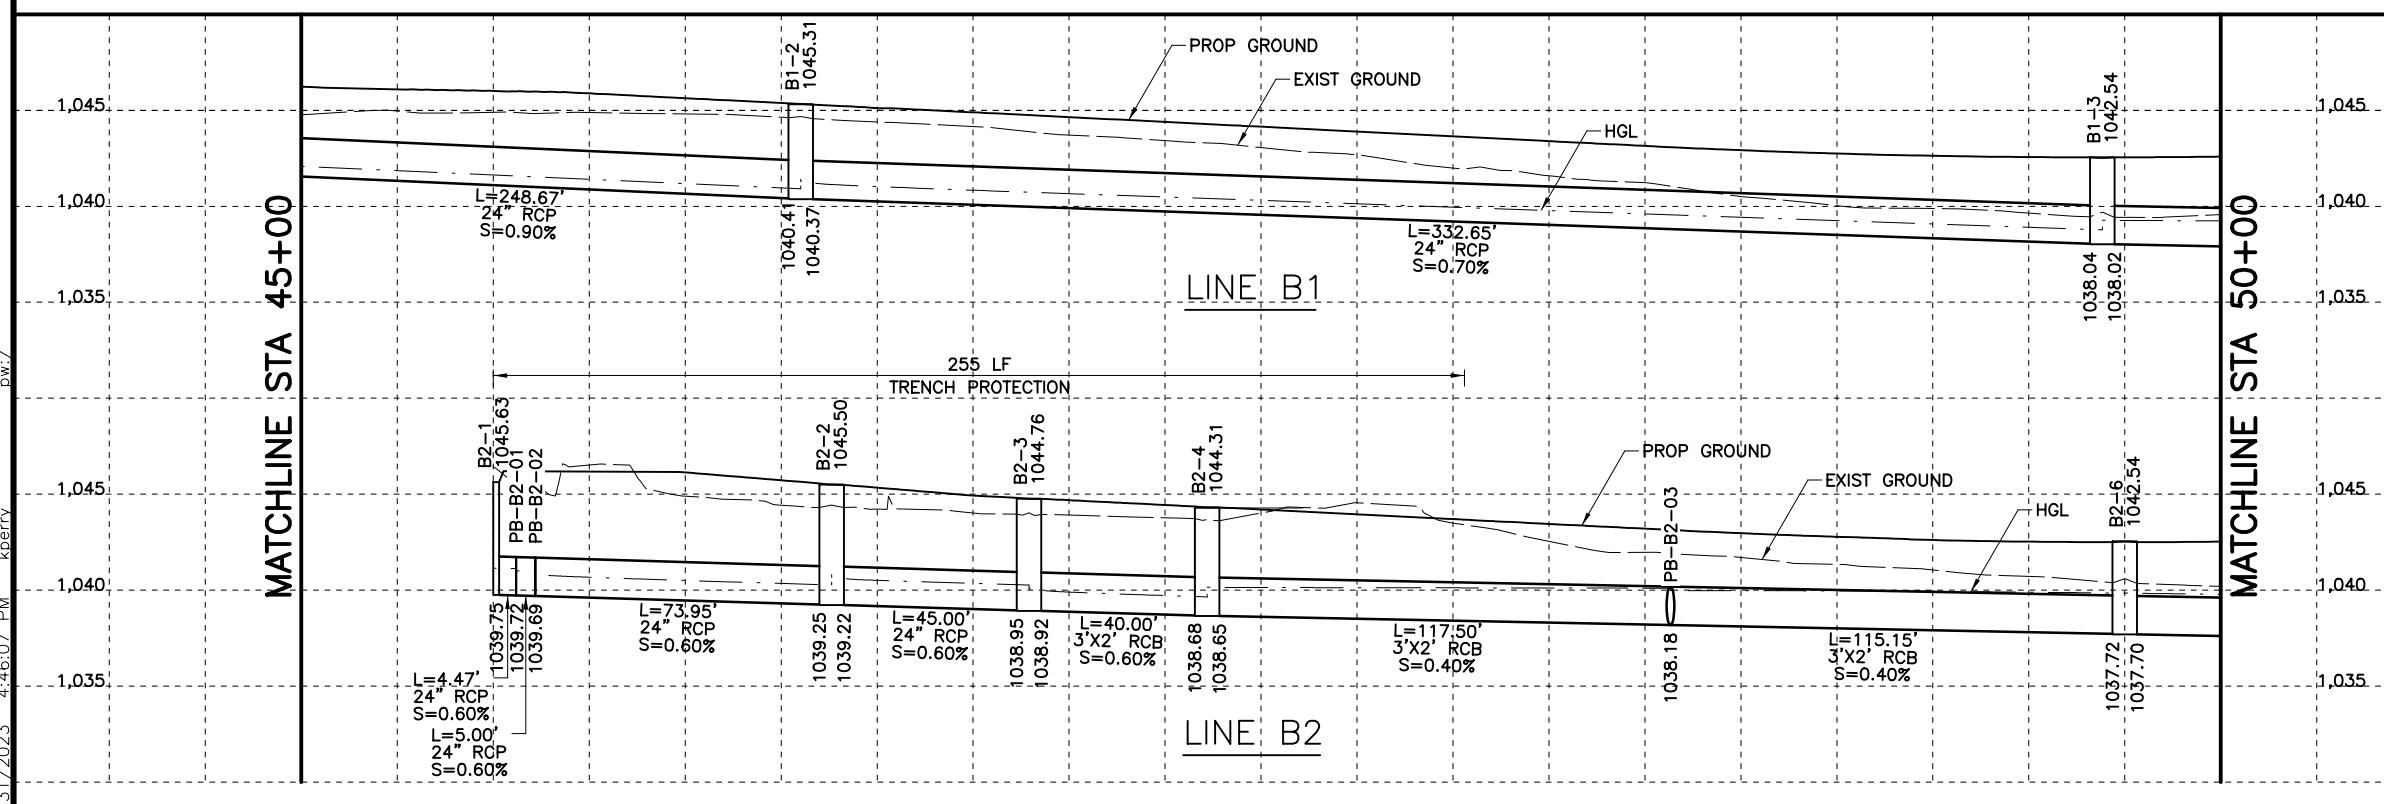 PROP GROUND
EXIST GROUND
HGL
B1-2
1045.31
B1-3
1042.54
1,045
1,045
1,040
1,040
1,035
1,035
L=248.67'
24" RCP
S=0.90%
1040.41
1040.37
L=332.65'
24" RCP
S=0.70%
1038.04
1038.02
LINE B1
MATCHLINE STA 45+00
MATCHLINE STA 50+00
255 LF
TRENCH PROTECTION
B2-1
1045.63
PB-B2-01
PB-B2-02
B2-2
1045.50
B2-3
1044.76
B2-4
1044.31
PROP GROUND
EXIST GROUND
HGL
PB-B2-03
B2-6
1042.54
1,045
1,045
1,040
1,040
1,035
1,035
1039.75
1039.72
1039.69
L=4.47'
24" RCP
S=0.60%
L=5.00'
24" RCP
S=0.60%
L=73.95'
24" RCP
S=0.60%
1039.25
1039.22
L=45.00'
24" RCP
S=0.60%
1038.95
1038.92
L=40.00'
3'X2' RCB
S=0.60%
1038.68
1038.65
L=117.50'
3'X2' RCB
S=0.40%
1038.18
L=115.15'
3'X2' RCB
S=0.40%
1037.72
1037.70
LINE B2
4:46:07 PM
kperry
pw:/